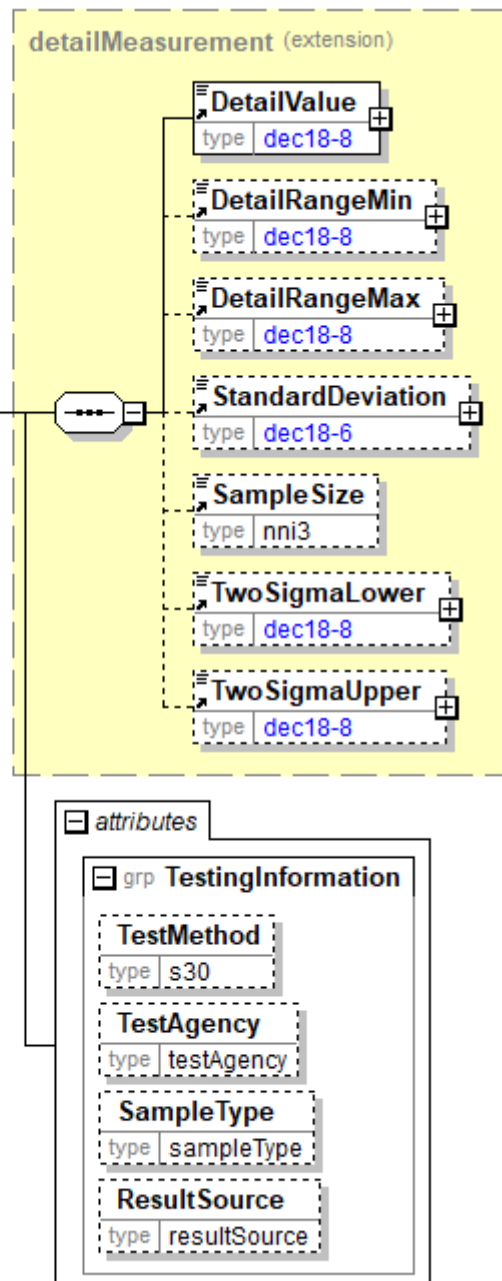 detailMeasurement (extension)
DetailValue
type dec18-8
DetailRangeMin
type dec18-8
DetailRangeMax
type dec18-8
StandardDeviation
type dec18-6
SampleSize
type nni3
TwoSigmaLower
type dec18-8
TwoSigmaUpper
type dec18-8
attributes
grp TestingInformation
TestMethod
type s30
TestAgency
type testAgency
SampleType
type sampleType
ResultSource
type resultSource